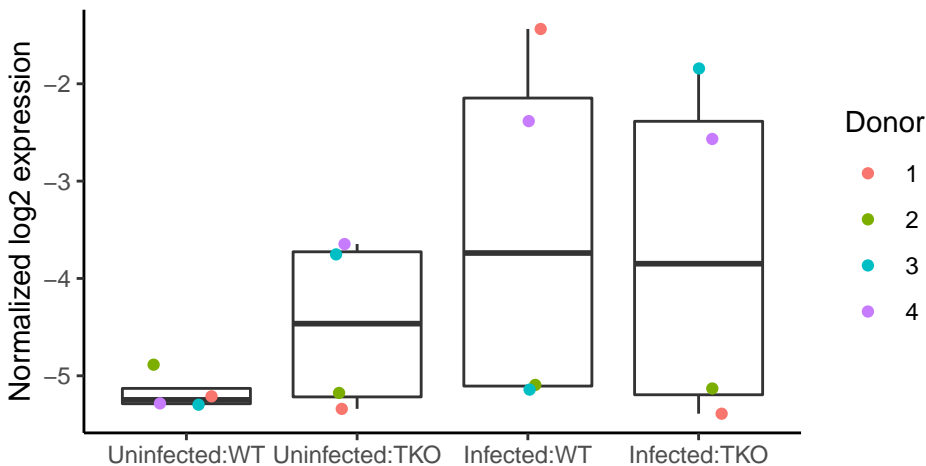 Normalized log2 expression
−2
−3
−4
−5
Uninfected:WT
Uninfected:TKO
Infected:WT
Infected:TKO
Donor
1
2
3
4